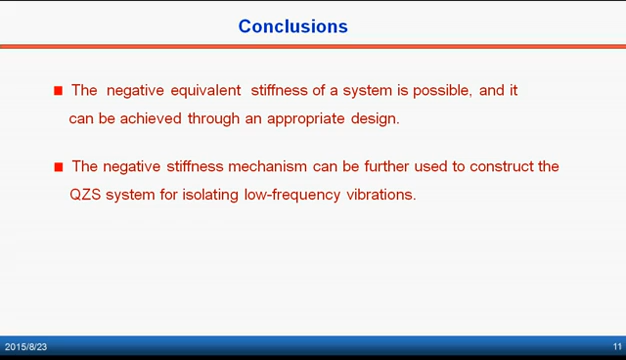 Conclusions
The negative equivalent stiffness of a system is possible, and it
can be achieved through an appropriate design.
The negative stiffness mechanism can be further used to construct the
QZS system for isolating low-frequency vibrations.
2015/8/23
11